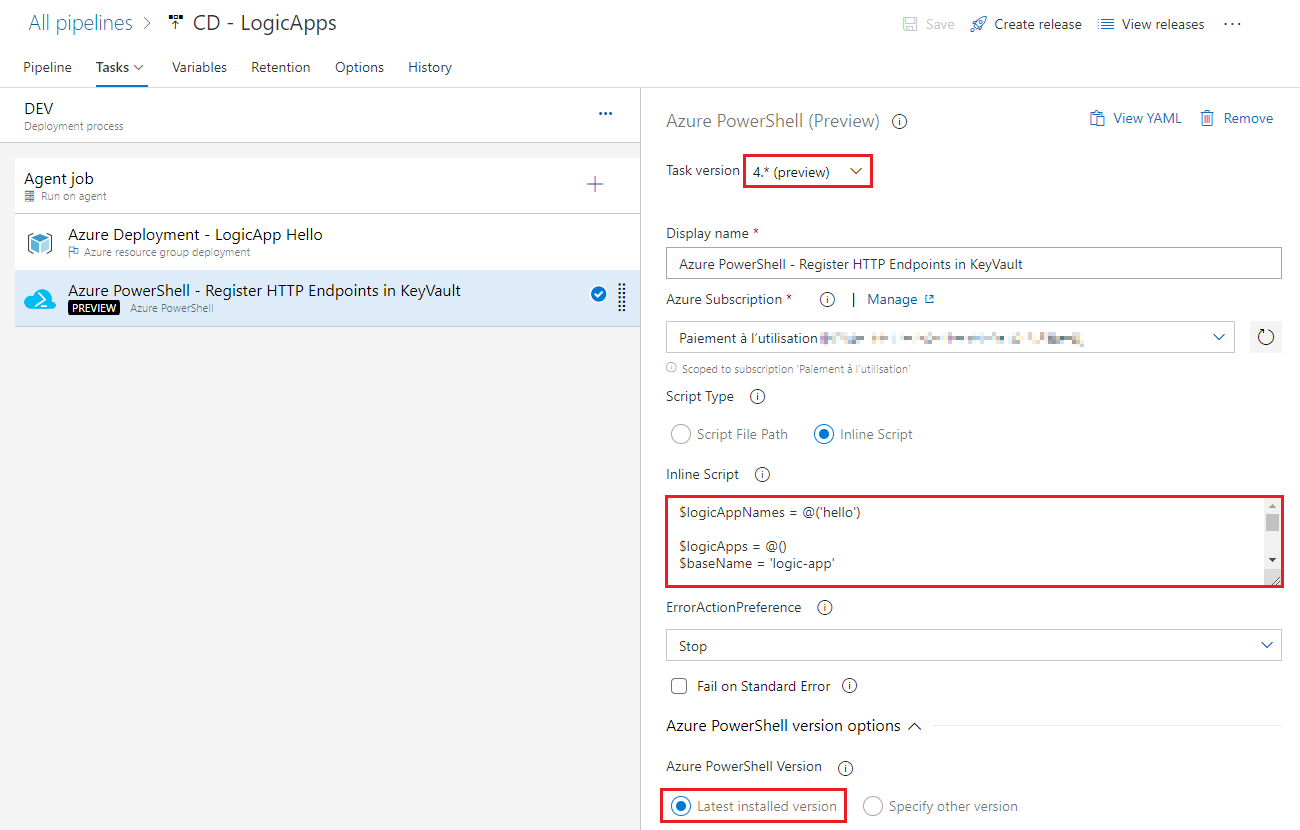 All pipelines > CD - LogicApps
Save Create release View releases ...
Pipeline Tasks Variables Retention Options History
DEV
Deployment process
Agent job
Run on agent
Azure Deployment - LogicApp Hello
Azure resource group deployment
Azure PowerShell - Register HTTP Endpoints in KeyVault
PREVIEW Azure PowerShell
Azure PowerShell (Preview)
View YAML Remove
Task version 4.* (preview)
Display name *
Azure PowerShell - Register HTTP Endpoints in KeyVault
Azure Subscription * | Manage
Paiement à l'utilisation
Scoped to subscription 'Paiement à l'utilisation'
Script Type
Script File Path Inline Script
Inline Script
$logicAppNames = @('hello')
$logicApps = @()
$baseName = 'logic-app'
ErrorActionPreference
Stop
Fail on Standard Error
Azure PowerShell version options
Azure PowerShell Version
Latest installed version Specify other version